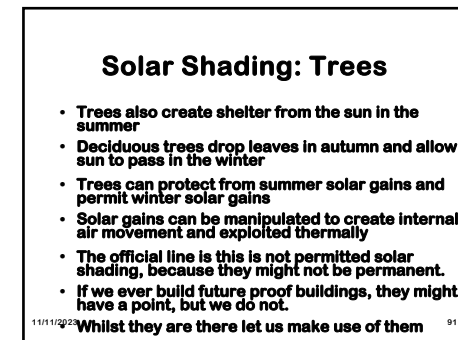 Solar Shading: Trees
• Trees also create shelter from the sun in the
summer
• Deciduous trees drop leaves in autumn and allow
sun to pass in the winter
• Trees can protect from summer solar gains and
permit winter solar gains
• Solar gains can be manipulated to create internal
air movement and exploited thermally
• The official line is this is not permitted solar
shading, because they might not be permanent.
• If we ever build future proof buildings, they might
have a point, but we do not.
• Whilst they are there let us make use of them
11/11/2023
91